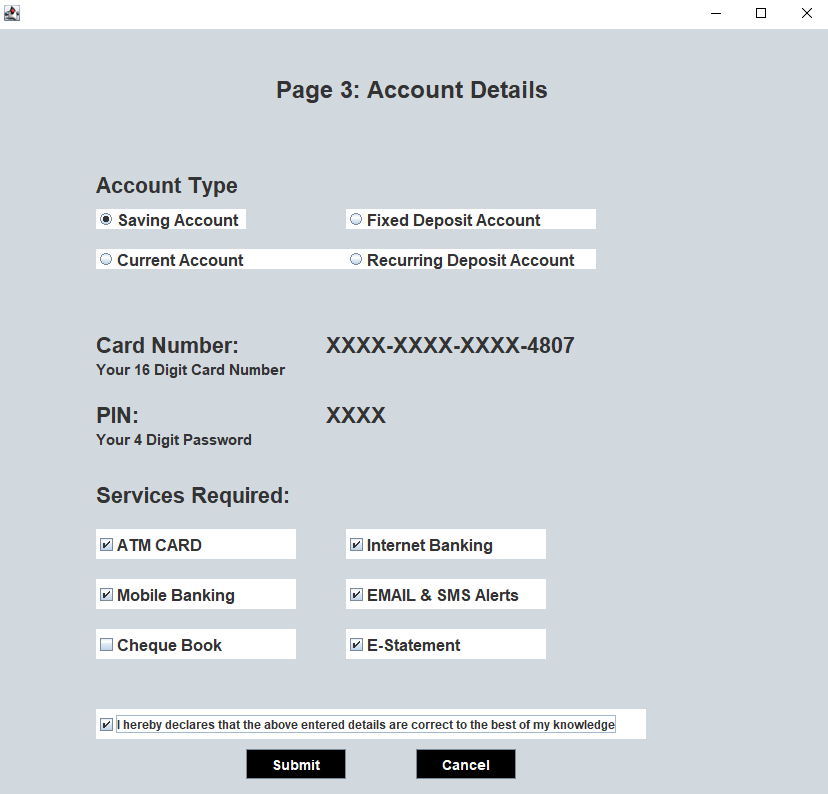 Page 3: Account Details
Account Type
Saving Account Fixed Deposit Account
Current Account Recurring Deposit Account
Card Number: XXXX-XXXX-XXXX-4807
Your 16 Digit Card Number
PIN: XXXX
Your 4 Digit Password
Services Required:
ATM CARD Internet Banking
Mobile Banking EMAIL & SMS Alerts
Cheque Book E-Statement
I hereby declares that the above entered details are correct to the best of my knowledge
Submit Cancel